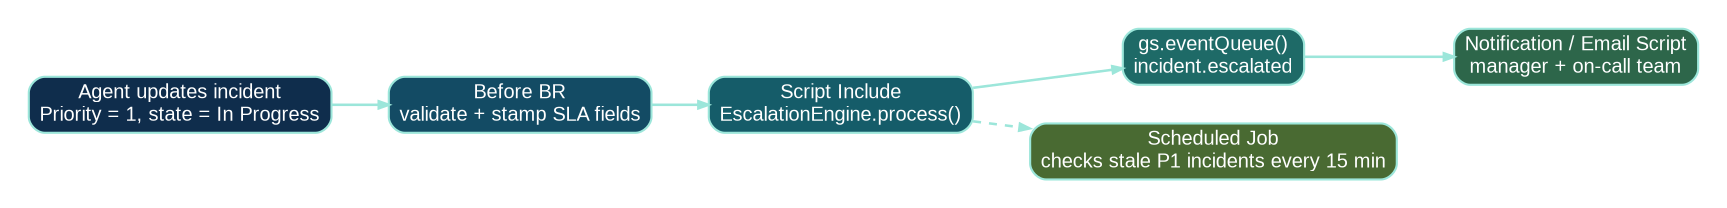 Agent updates incident
Priority = 1, state = In Progress
Before BR
validate + stamp SLA fields
Script Include
EscalationEngine.process()
gs.eventQueue()
incident.escalated
Notification / Email Script
manager + on-call team
Scheduled Job
checks stale P1 incidents every 15 min